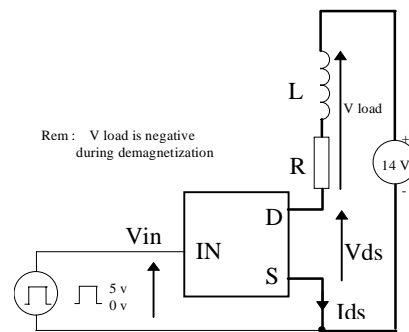 L
V load
Rem : V load is negative
during demagnetization
R
+
14 V
-
D
Vin
IN
Vds
S
5 v
0 v
Ids